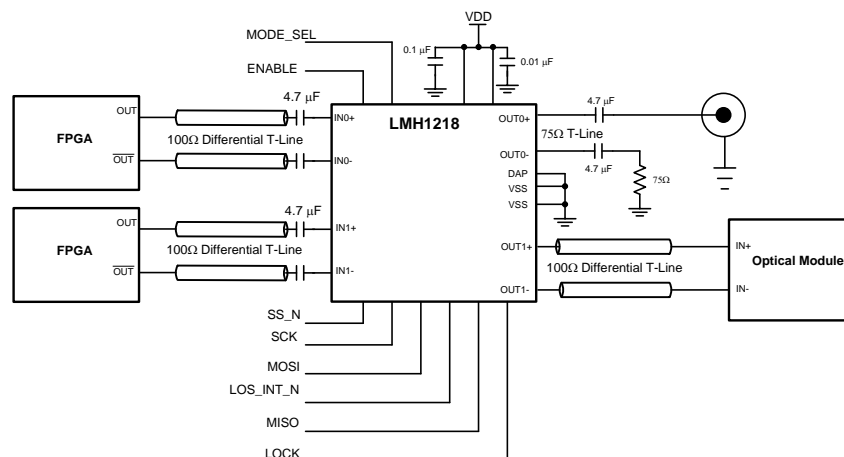 VDD
MODE_SEL
0.1 µF
0.01 µF
ENABLE
4.7 µF
LMH1218
OUT
IN0+
OUT0+
4.7 µF
FPGA
100Ω Differential T-Line
75Ω T-Line
OUT
IN0-
OUT0-
4.7 µF
DAP
75Ω
VSS
VSS
4.7 µF
OUT
IN1+
OUT1+
IN+
FPGA
100Ω Differential T-Line
100Ω Differential T-Line
Optical Module
OUT
IN1-
OUT1-
IN-
SS_N
SCK
MOSI
LOS_INT_N
MISO
LOCK